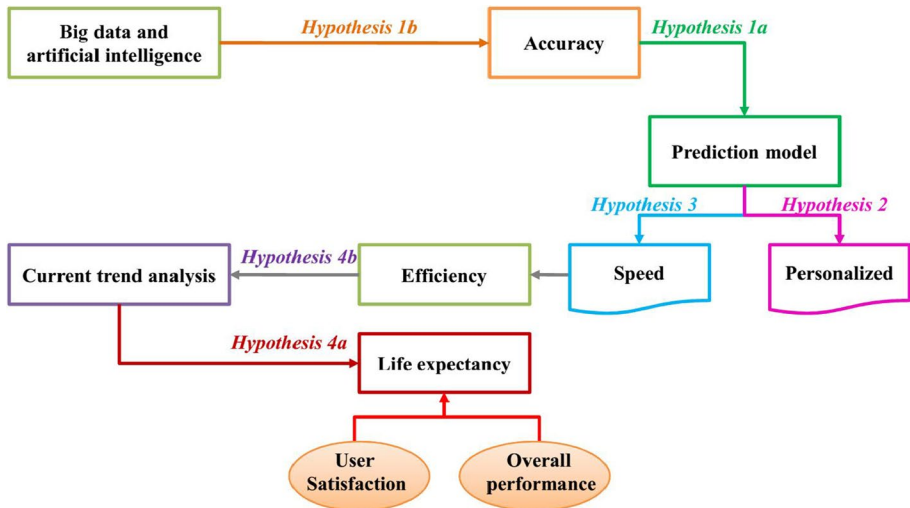 Big data and
artificial intelligence
Hypothesis 1b
Accuracy
Hypothesis 1a
Prediction model
Hypothesis 3
Hypothesis 2
Current trend analysis
Hypothesis 4b
Efficiency
Speed
Personalized
Hypothesis 4a
Life expectancy
User
Satisfaction
Overall
performance